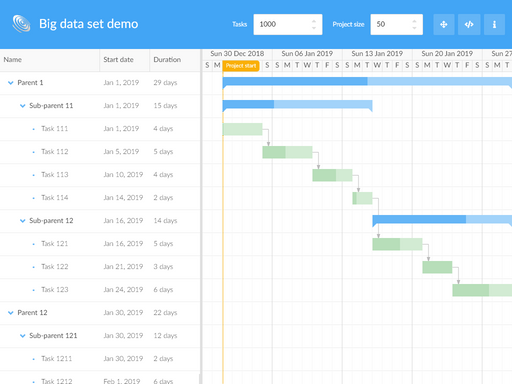 Big data set demo
Tasks 1000 Project size 50
Name Start date Duration
Sun 30 Dec 2018 Sun 06 Jan 2019 Sun 13 Jan 2019 Sun 20 Jan 2019 Sun 27
S M S S M T W T F S S M T W T F S S M T W T F S S M T
Project start
Parent 1 Jan 1, 2019 29 days
Sub-parent 11 Jan 1, 2019 15 days
Task 111 Jan 1, 2019 4 days
Task 112 Jan 5, 2019 5 days
Task 113 Jan 10, 2019 4 days
Task 114 Jan 14, 2019 2 days
Sub-parent 12 Jan 16, 2019 14 days
Task 121 Jan 16, 2019 5 days
Task 122 Jan 21, 2019 3 days
Task 123 Jan 24, 2019 6 days
Parent 12 Jan 30, 2019 22 days
Sub-parent 121 Jan 30, 2019 12 days
Task 1211 Jan 30, 2019 2 days
Task 1212 Feb 1, 2019 6 days